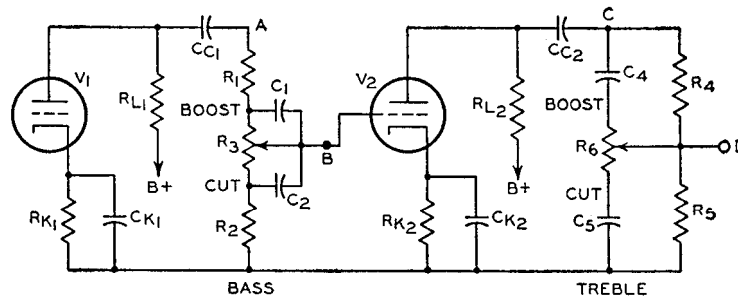 A
C
CC1
CC2
V1
R1
C1
V2
C4
R4
RL1
BOOST
RL2
BOOST
R3
B
R6
D
B+
CUT
C2
B+
CUT
RK1
CK1
R2
RK2
CK2
C5
R5
BASS
TREBLE